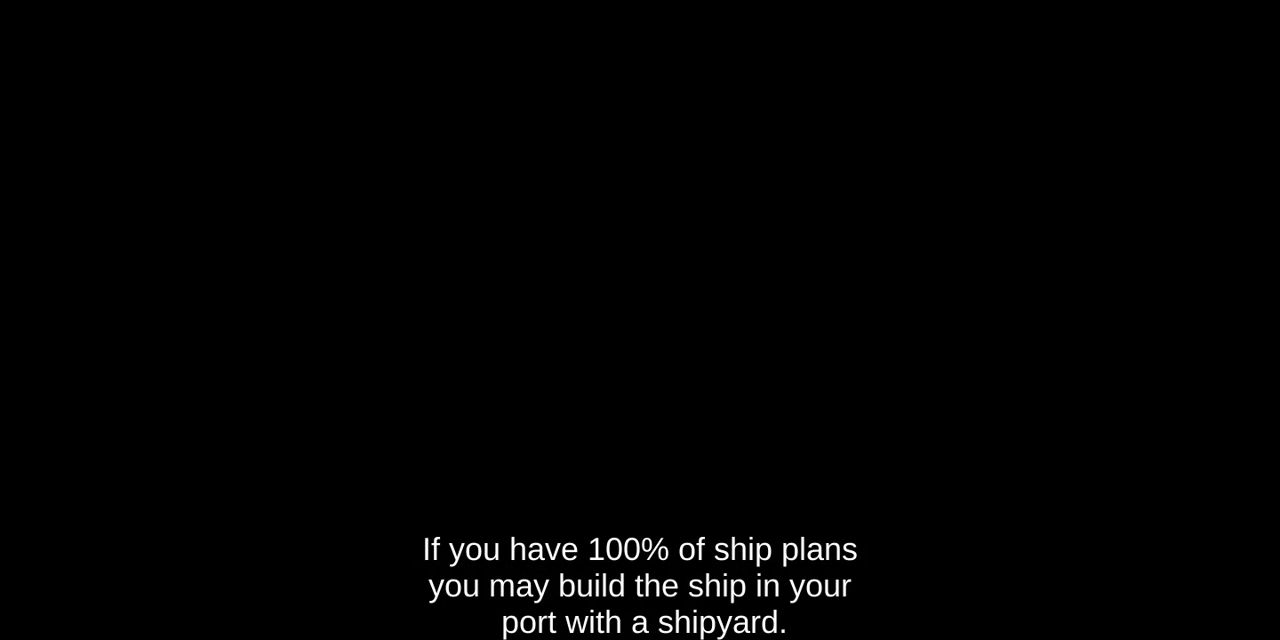 If you have 100% of ship plans
you may build the ship in your
port with a shipyard.